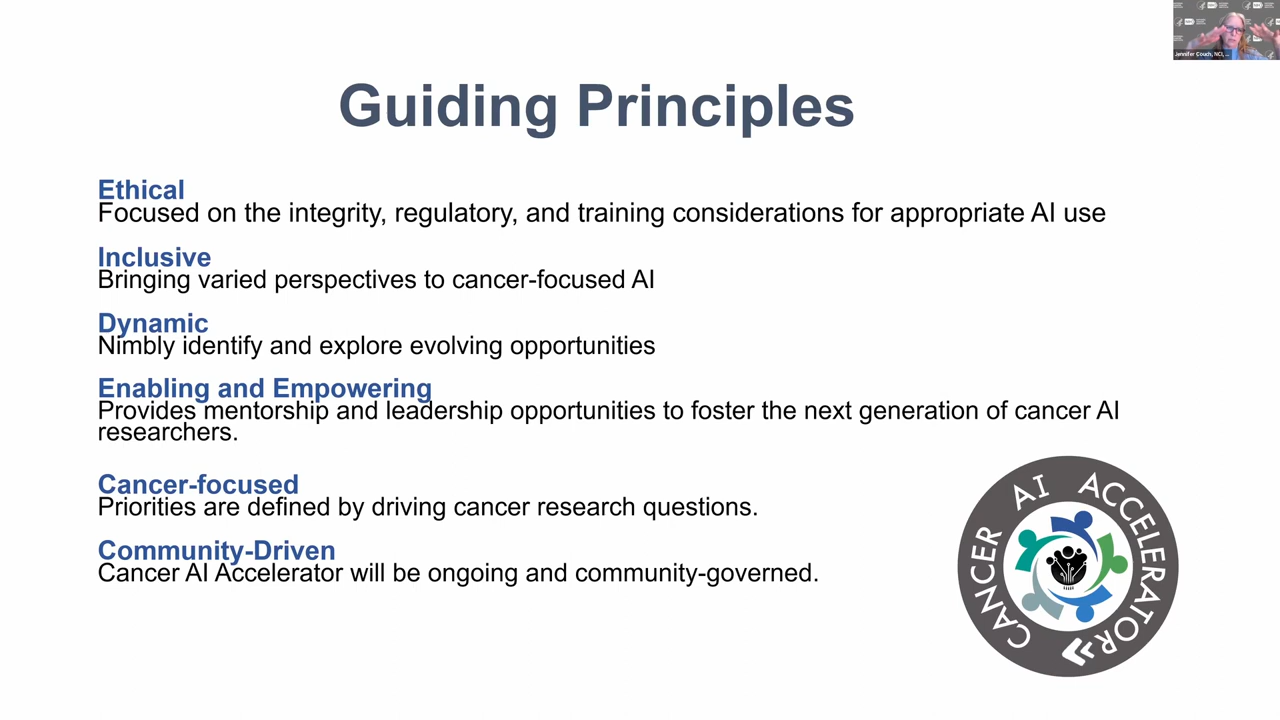 Jennifer Couch, NCI, ...
Guiding Principles
Ethical
Focused on the integrity, regulatory, and training considerations for appropriate AI use
Inclusive
Bringing varied perspectives to cancer-focused AI
Dynamic
Nimbly identify and explore evolving opportunities
Enabling and Empowering
Provides mentorship and leadership opportunities to foster the next generation of cancer AI
researchers.
Cancer-focused
Priorities are defined by driving cancer research questions.
Community-Driven
Cancer AI Accelerator will be ongoing and community-governed.
CANCER AI ACCELERATOR